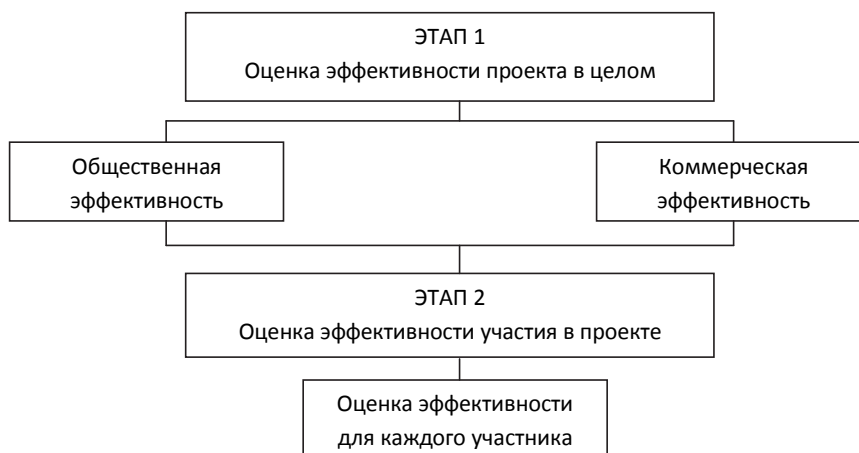 ЭТАП 1
Оценка эффективности проекта в целом
Общественная
эффективность
Коммерческая
эффективность
ЭТАП 2
Оценка эффективности участия в проекте
Оценка эффективности
для каждого участника